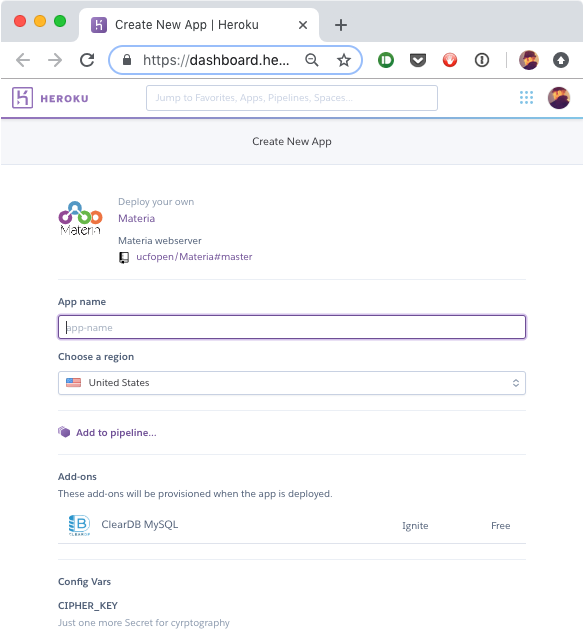 Create New App | Heroku
https://dashboard.he...
HEROKU
Jump to Favorites, Apps, Pipelines, Spaces...
Create New App
Deploy your own
Materia
Materia
Materia webserver
ucfopen/Materia#master
App name
app-name
Choose a region
United States
Add to pipeline...
Add-ons
These add-ons will be provisioned when the app is deployed.
ClearDB MySQL Ignite Free
B
CLEARDB
Config Vars
CIPHER_KEY
Just one more Secret for cyrptography